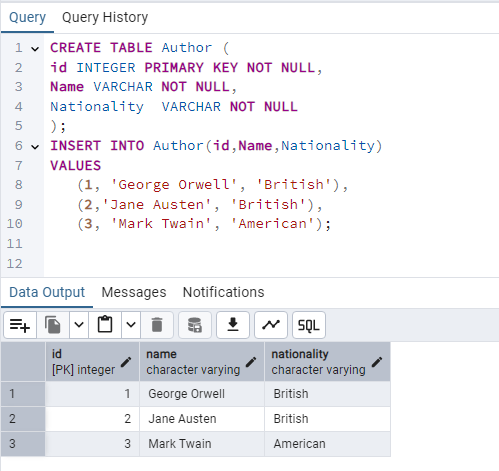 Query Query History
1 CREATE TABLE Author (
2 id INTEGER PRIMARY KEY NOT NULL,
3 Name VARCHAR NOT NULL,
4 Nationality  VARCHAR NOT NULL
5 );
6 INSERT INTO Author(id,Name,Nationality)
7 VALUES
8 (1, 'George Orwell', 'British'),
9 (2,'Jane Austen', 'British'),
10 (3, 'Mark Twain', 'American');
11
12
Data Output Messages Notifications
SQL
id name nationality
[PK] integer character varying character varying
1 1 George Orwell British
2 2 Jane Austen British
3 3 Mark Twain American